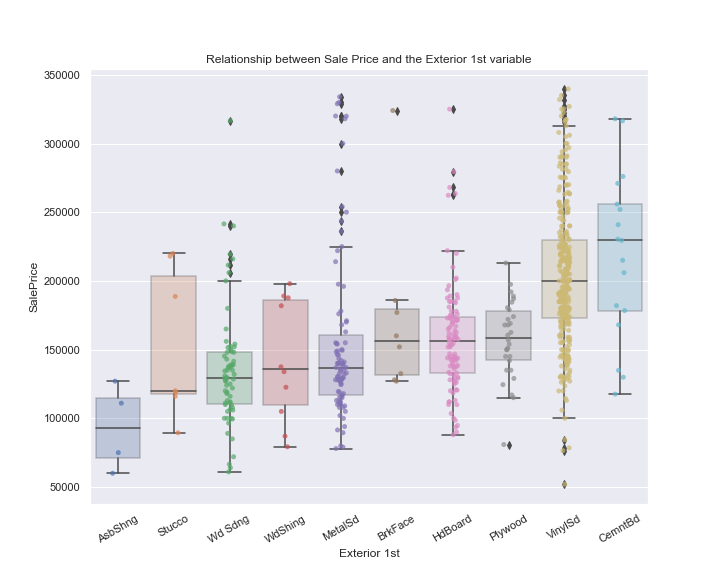 Relationship between Sale Price and the Exterior 1st variable
350000
300000
250000
200000
150000
100000
50000
SalePrice
AsbShng
Stucco
Wd Sdng
WdShing
MetalSd
BrkFace
HdBoard
Plywood
VinylSd
CemntBd
Exterior 1st